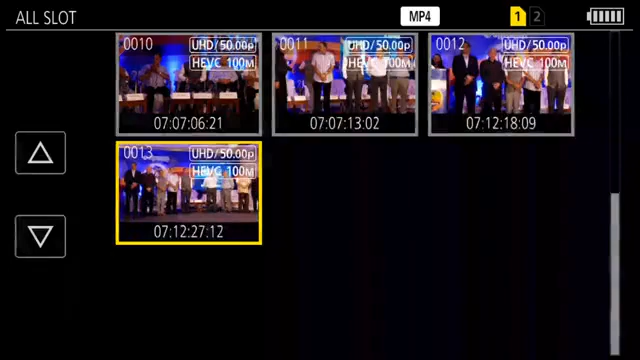 ALL SLOT
MP4
1
2
0010
UHD/50.00p
HEVC 100M
07:07:06:21
0011
UHD/50.00p
HEVC 100M
07:07:13:02
0012
UHD/50.00p
HEVC 100M
07:12:18:09
0013
UHD/50.00p
HEVC 100M
07:12:27:12